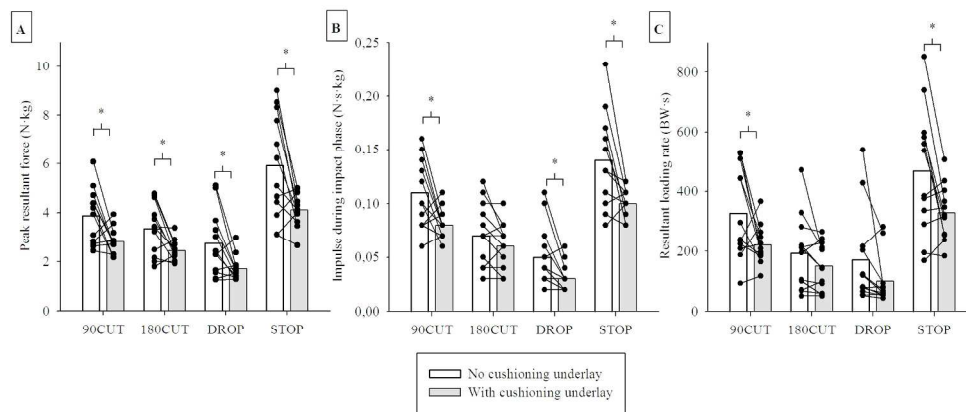 A
Peak resultant force (N·kg)
10
8
6
4
2
0
*
*
*
*
90CUT 180CUT DROP STOP
B
Impulse during impact phase (N·s·kg)
0,25
0,20
0,15
0,10
0,05
0,00
*
*
*
90CUT 180CUT DROP STOP
C
Resultant loading rate (BW·s)
800
600
400
200
0
*
*
90CUT 180CUT DROP STOP
No cushioning underlay
With cushioning underlay